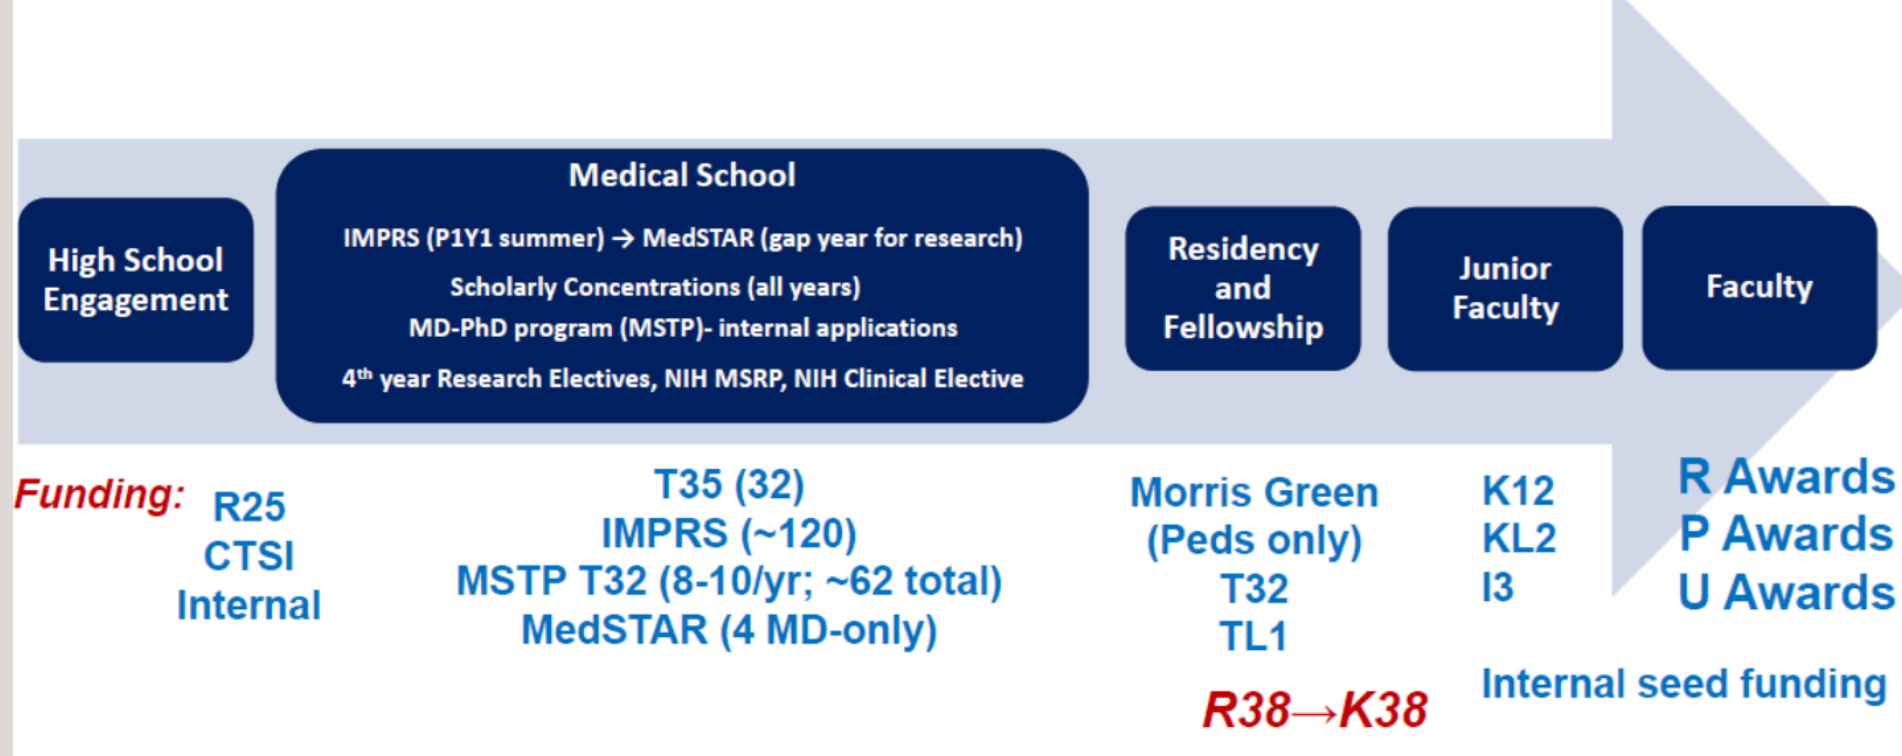 High School
Engagement
Medical School
IMPRS (P1Y1 summer) → MedSTAR (gap year for research)
Scholarly Concentrations (all years)
MD-PhD program (MSTP)- internal applications
4th year Research Electives, NIH MSRP, NIH Clinical Elective
Residency
and
Fellowship
Junior
Faculty
Faculty
Funding:
R25
CTSI
Internal
T35 (32)
IMPRS (~120)
MSTP T32 (8-10/yr; ~62 total)
MedSTAR (4 MD-only)
Morris Green
(Peds only)
T32
TL1
R38→K38
K12
KL2
I3
R Awards
P Awards
U Awards
Internal seed funding